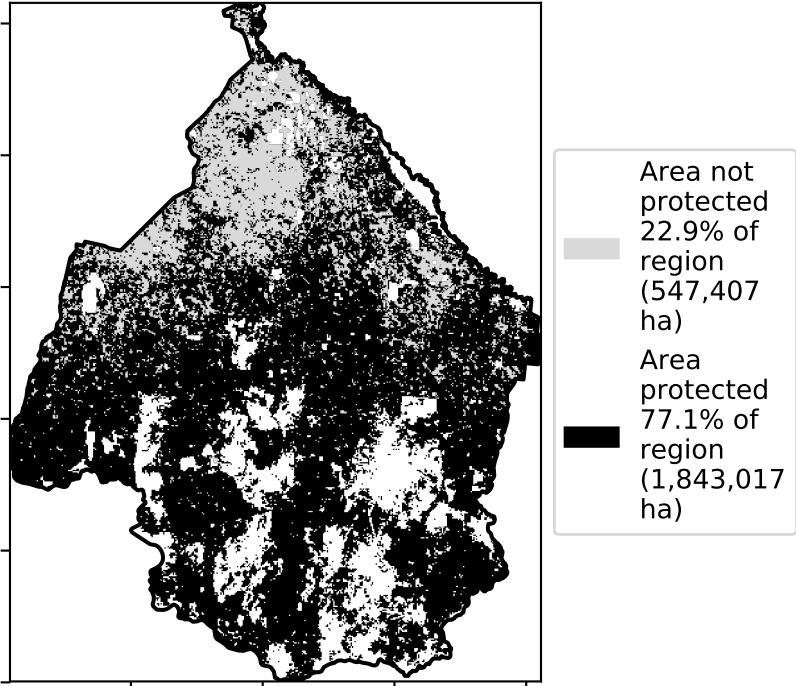 Area not
protected
22.9% of
region
(547,407
ha)
Area
protected
77.1% of
region
(1,843,017
ha)